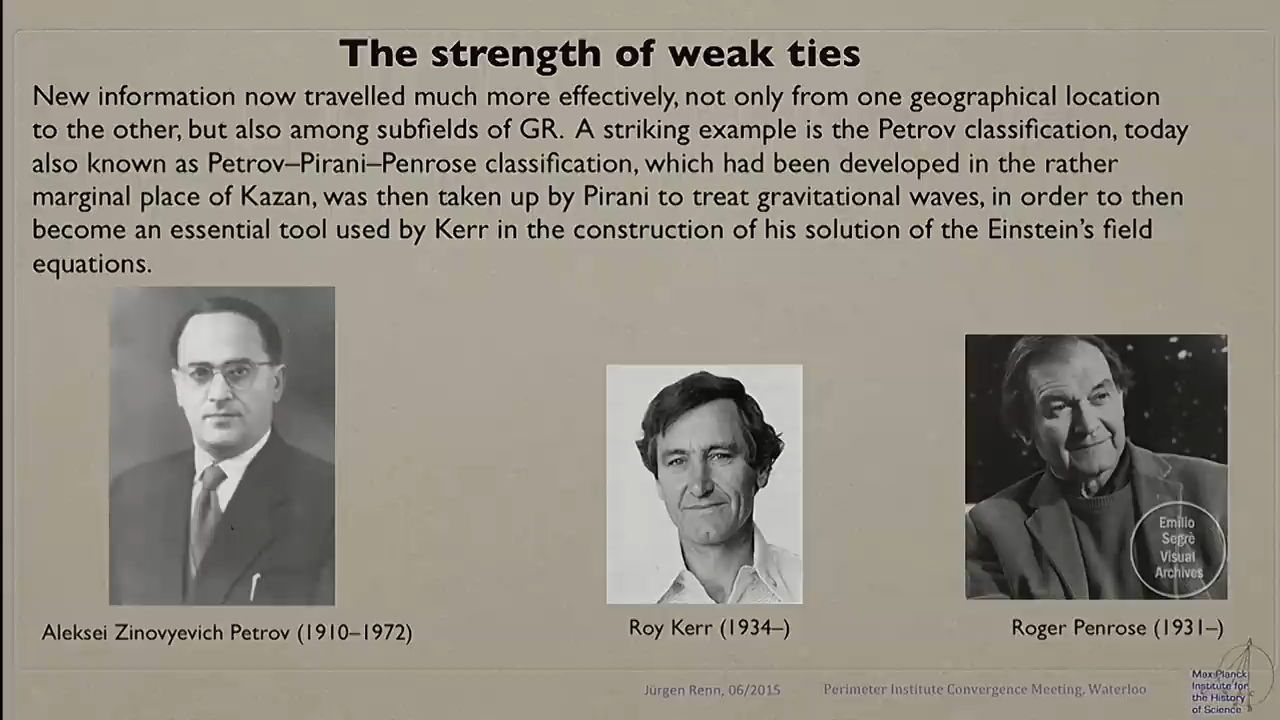 The strength of weak ties
New information now travelled much more effectively, not only from one geographical location
to the other, but also among subfields of GR. A striking example is the Petrov classification, today
also known as Petrov–Pirani–Penrose classification, which had been developed in the rather
marginal place of Kazan, was then taken up by Pirani to treat gravitational waves, in order to then
become an essential tool used by Kerr in the construction of his solution of the Einstein's field
equations.
Emilio
Segrè
Visual
Archives
Aleksei Zinovyevich Petrov (1910–1972)
Roy Kerr (1934–)
Roger Penrose (1931–)
Jürgen Renn, 06/2015
Perimeter Institute Convergence Meeting, Waterloo
Max Planck
Institute for
the History
of Science